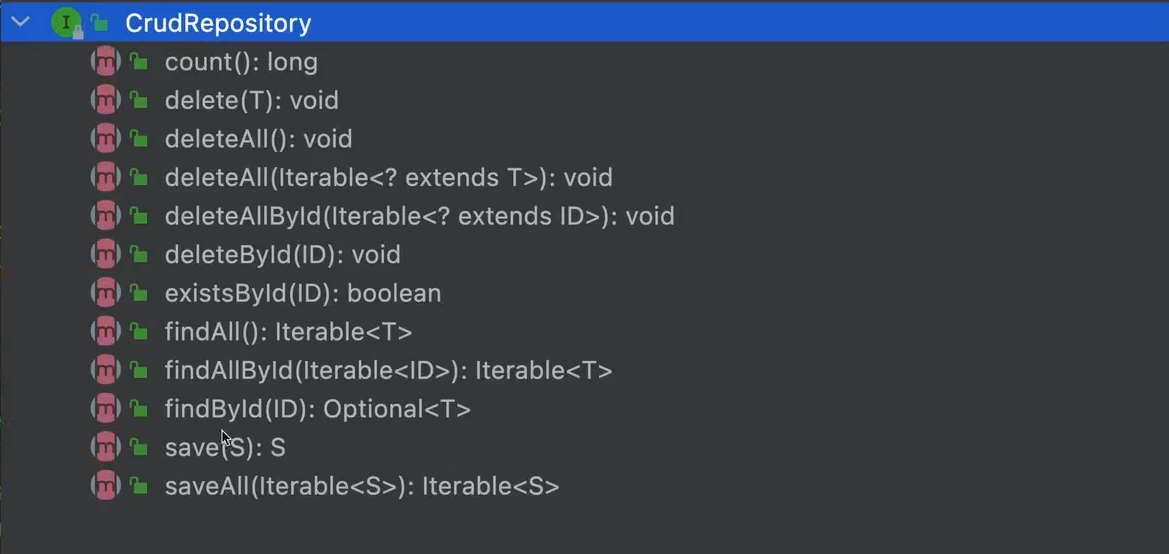 CrudRepository
count(): long
delete(T): void
deleteAll(): void
deleteAll(Iterable<? extends T>): void
deleteAllById(Iterable<? extends ID>): void
deleteById(ID): void
existsById(ID): boolean
findAll(): Iterable<T>
findAllById(Iterable<ID>): Iterable<T>
findById(ID): Optional<T>
save(S): S
saveAll(Iterable<S>): Iterable<S>